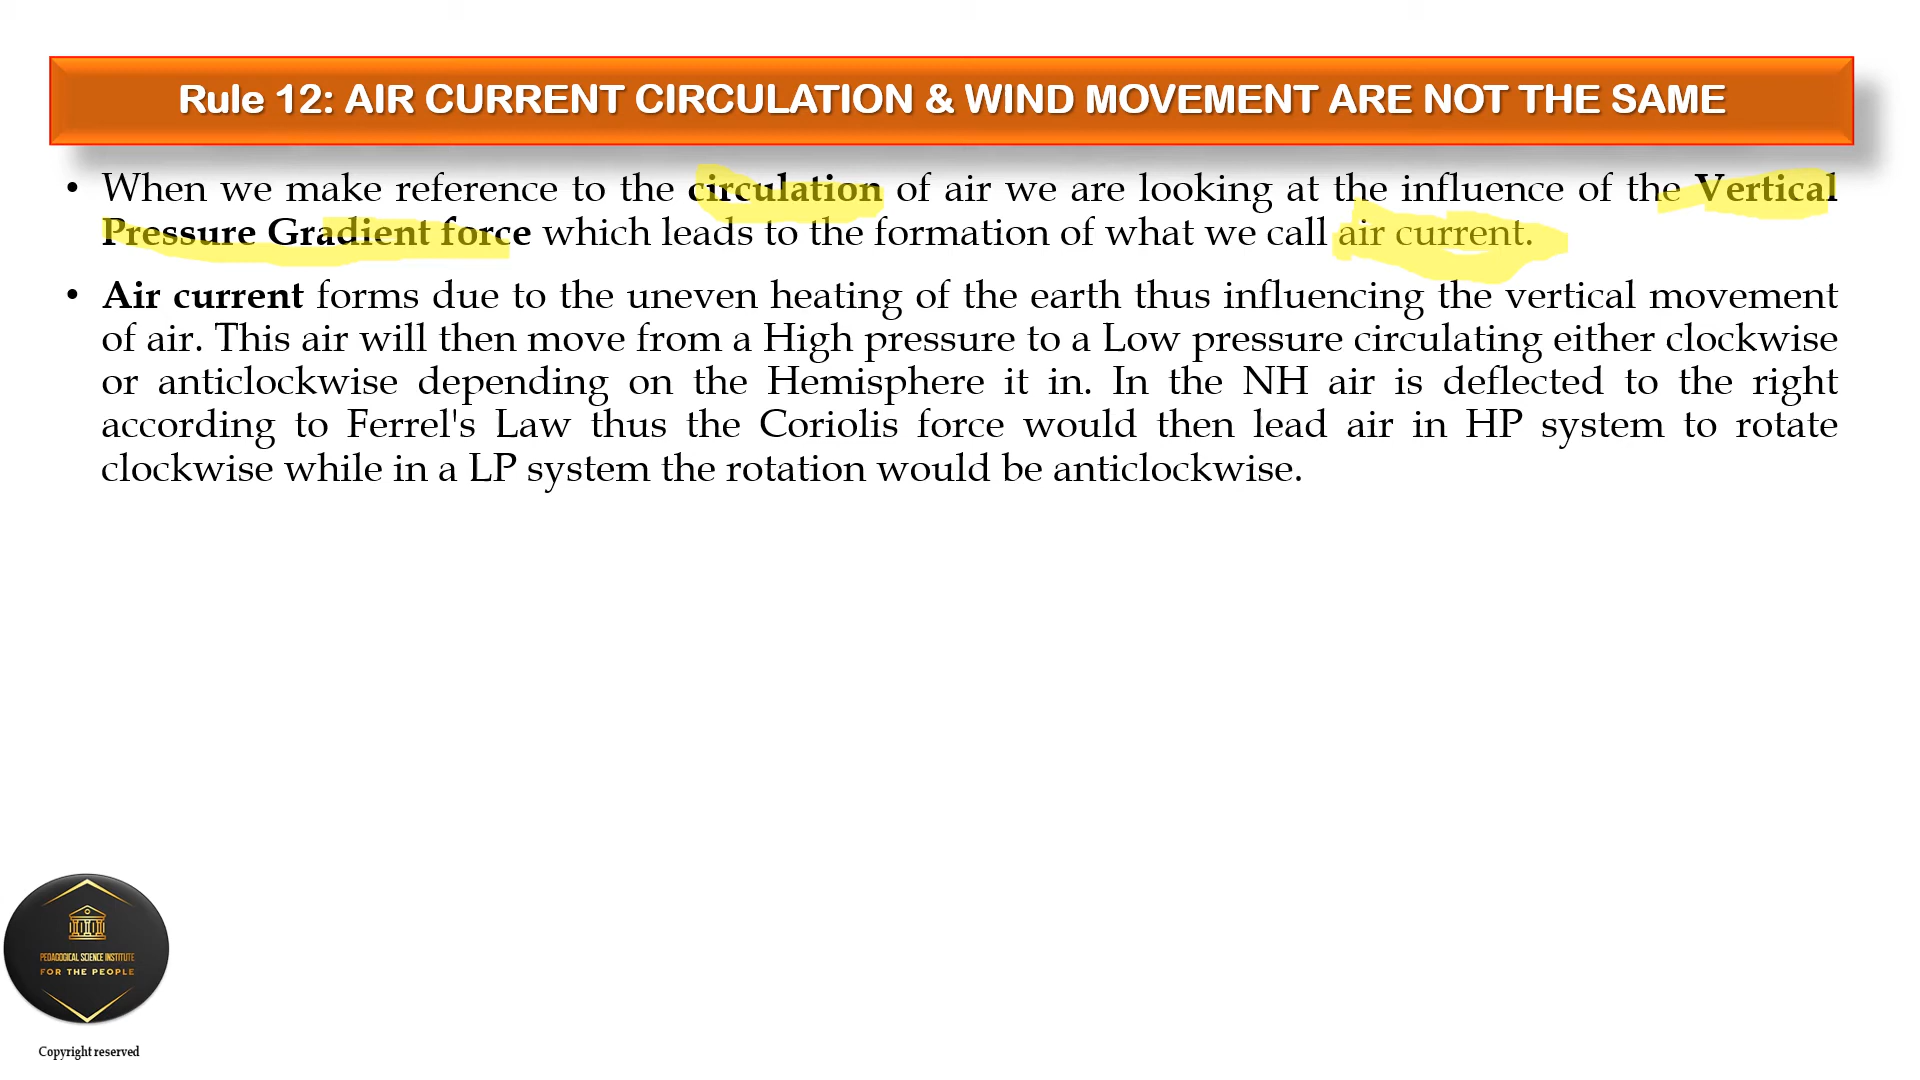 Rule 12: AIR CURRENT CIRCULATION & WIND MOVEMENT ARE NOT THE SAME
• When we make reference to the circulation of air we are looking at the influence of the Vertical
Pressure Gradient force which leads to the formation of what we call air current.
• Air current forms due to the uneven heating of the earth thus influencing the vertical movement
of air. This air will then move from a High pressure to a Low pressure circulating either clockwise
or anticlockwise depending on the Hemisphere it in. In the NH air is deflected to the right
according to Ferrel's Law thus the Coriolis force would then lead air in HP system to rotate
clockwise while in a LP system the rotation would be anticlockwise.
PEDAGOGICAL SCIENCE INSTITUTE
FOR THE PEOPLE
Copyright reserved